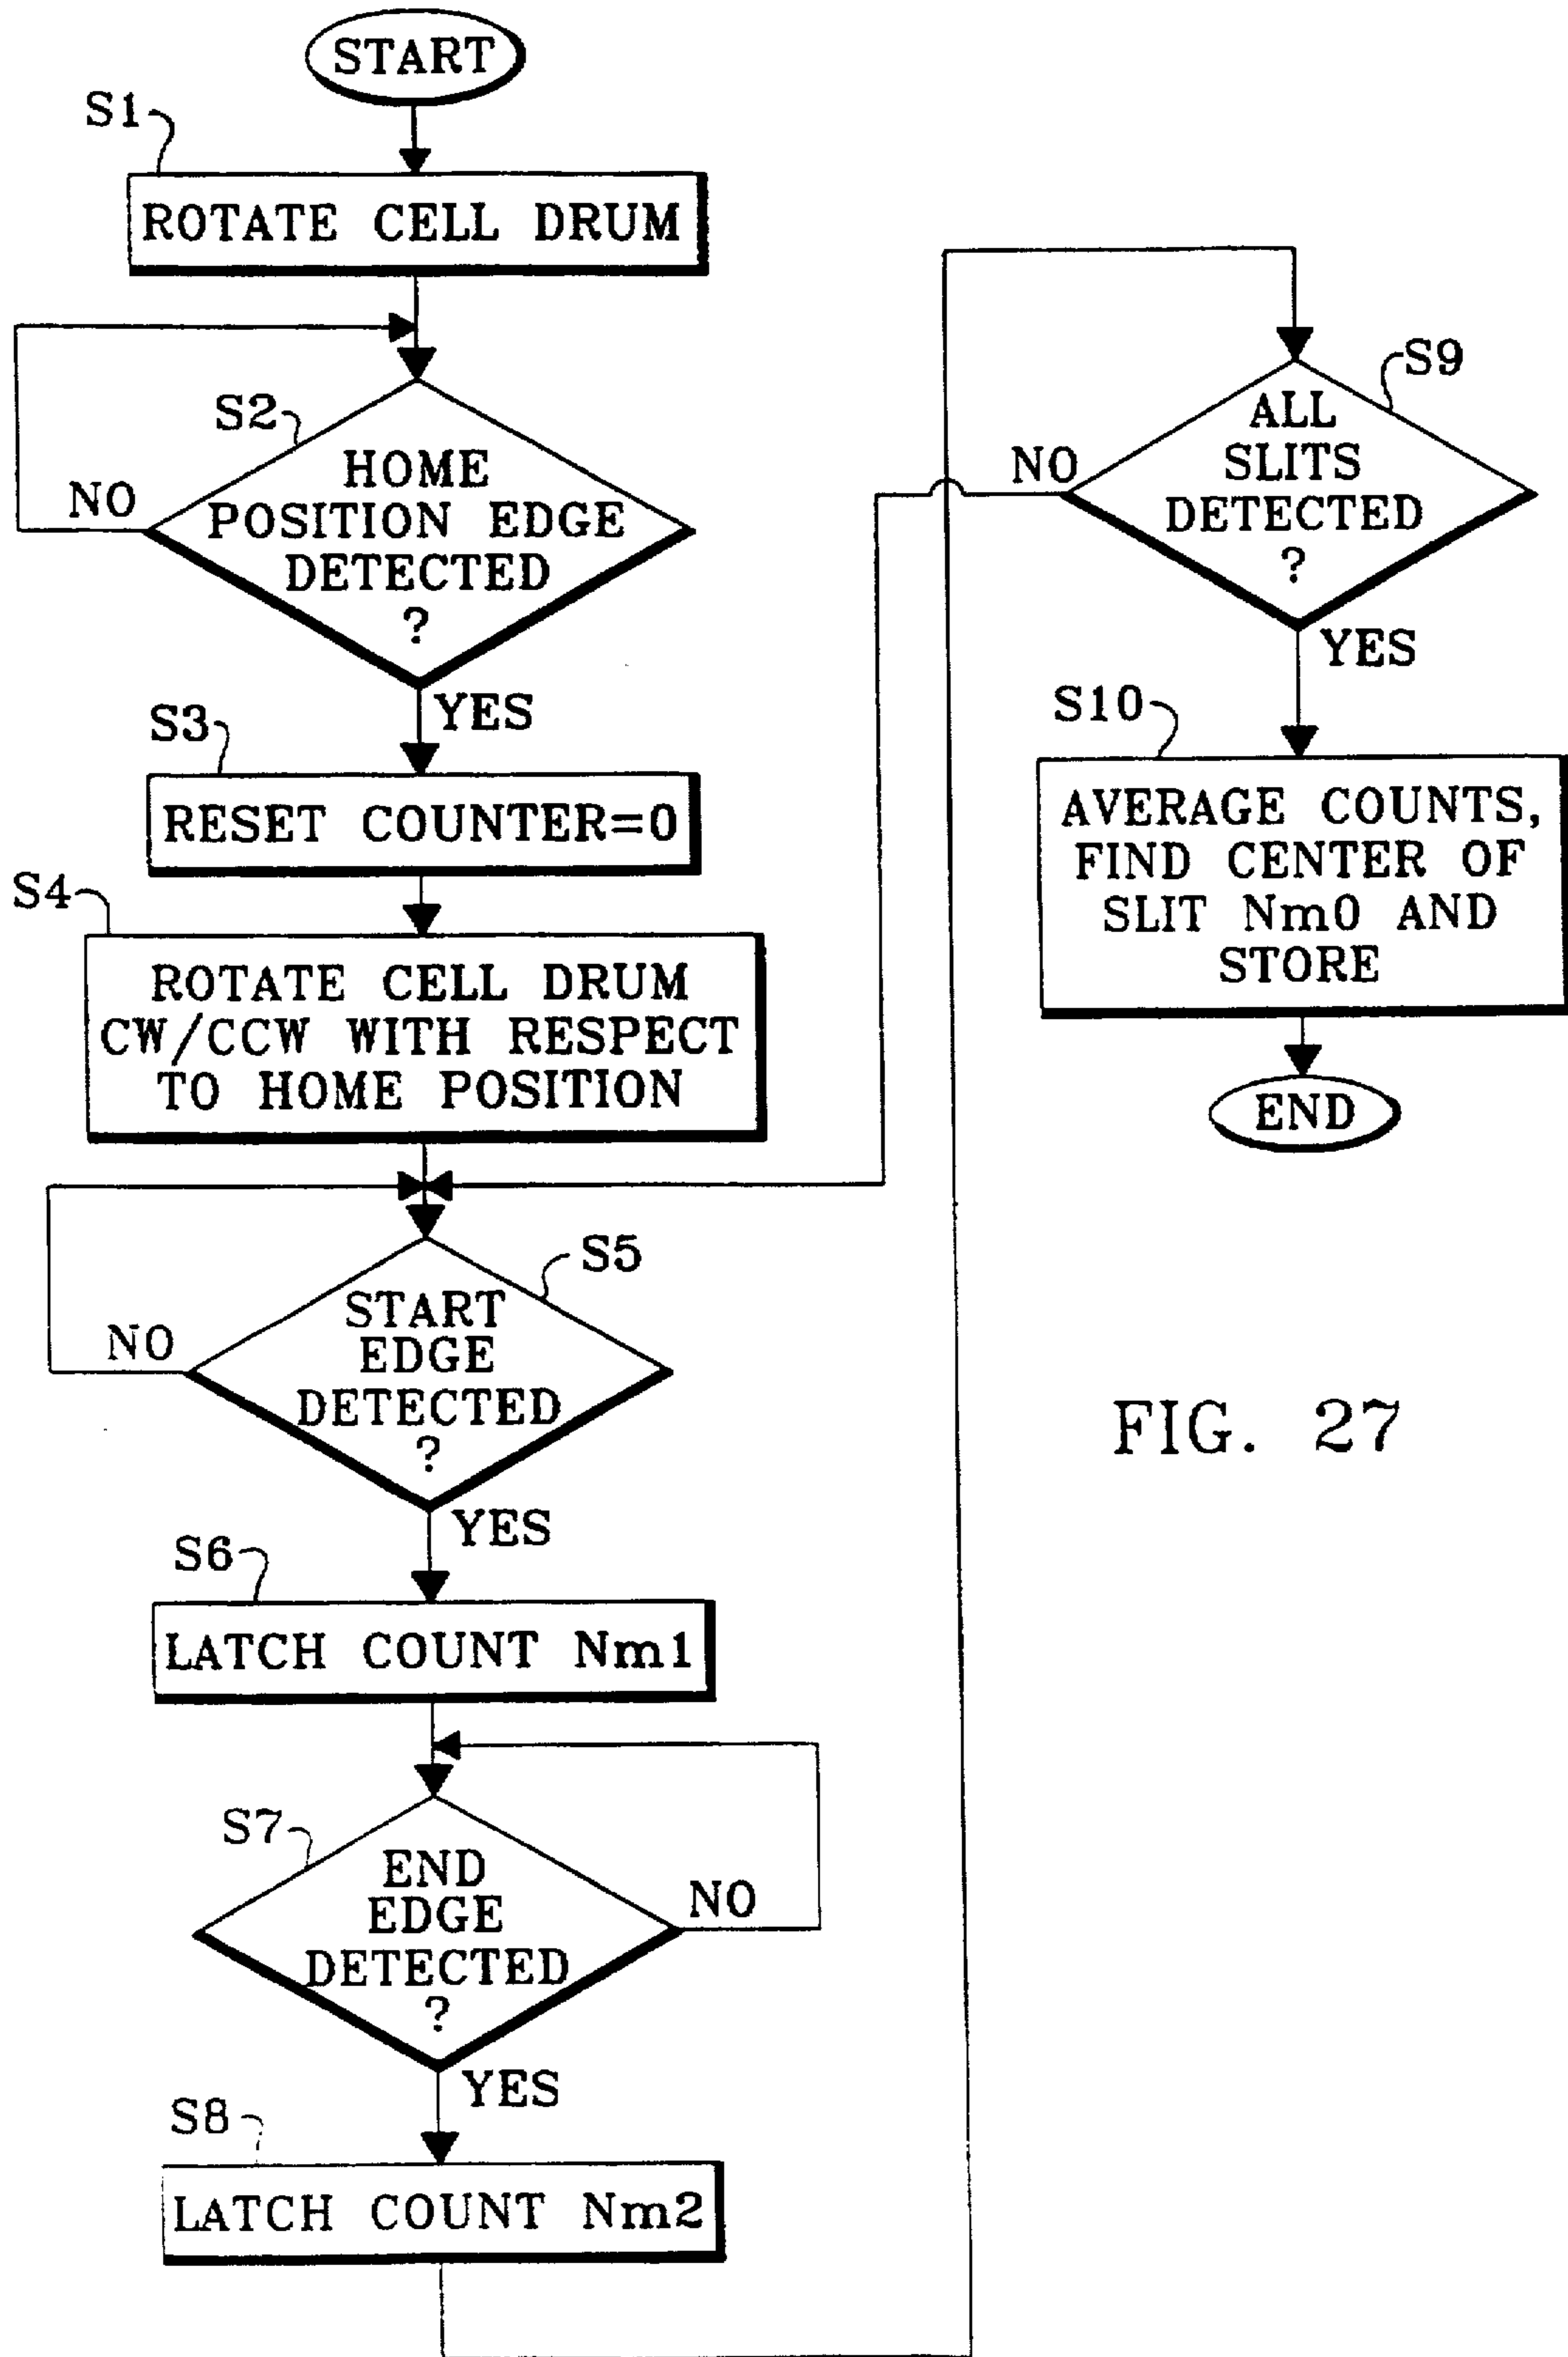 START
S1
ROTATE CELL DRUM
S2
HOME
POSITION EDGE
DETECTED
?
NO
YES
S3
RESET COUNTER=0
S4
ROTATE CELL DRUM
CW/CCW WITH RESPECT
TO HOME POSITION
S5
START
EDGE
DETECTED
?
NO
YES
S6
LATCH COUNT Nm1
S7
END
EDGE
DETECTED
?
NO
YES
S8
LATCH COUNT Nm2
S9
ALL
SLITS
DETECTED
?
NO
YES
S10
AVERAGE COUNTS,
FIND CENTER OF
SLIT Nm0 AND
STORE
END
FIG. 27